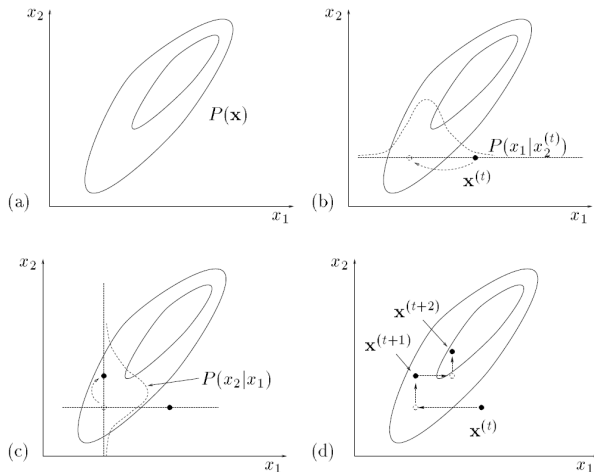 x₂
P(𝐱)
(a)
x₁
x₂
P(x₁|x₂⁽ᵗ⁾)
𝐱⁽ᵗ⁾
(b)
x₁
x₂
P(x₂|x₁)
(c)
x₁
x₂
𝐱⁽ᵗ⁺²⁾
𝐱⁽ᵗ⁺¹⁾
𝐱⁽ᵗ⁾
(d)
x₁